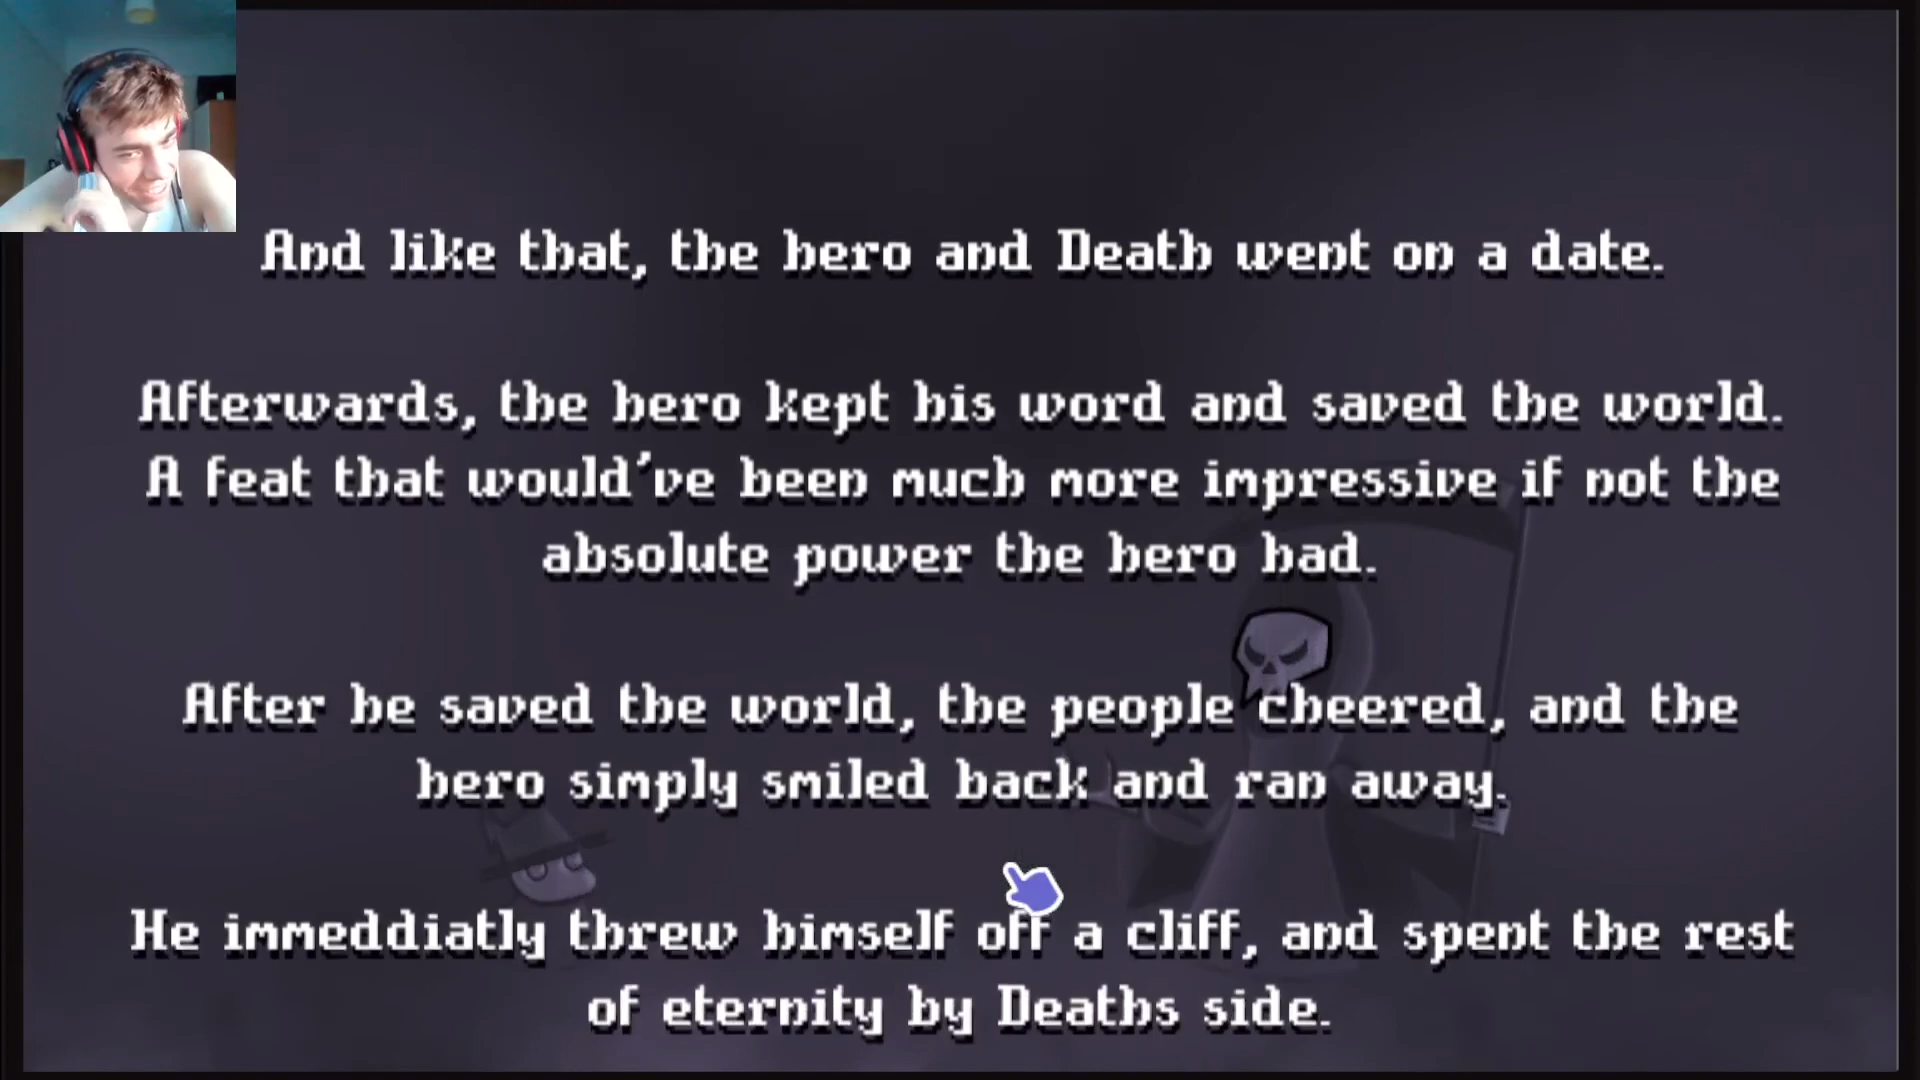 And like that, the hero and Death went on a date.
Afterwards, the hero kept his word and saved the world.
A feat that would've been much more impressive if not the
absolute power the hero had.
After he saved the world, the people cheered, and the
hero simply smiled back and ran away.
He immeddiatly threw himself off a cliff, and spent the rest
of eternity by Deaths side.